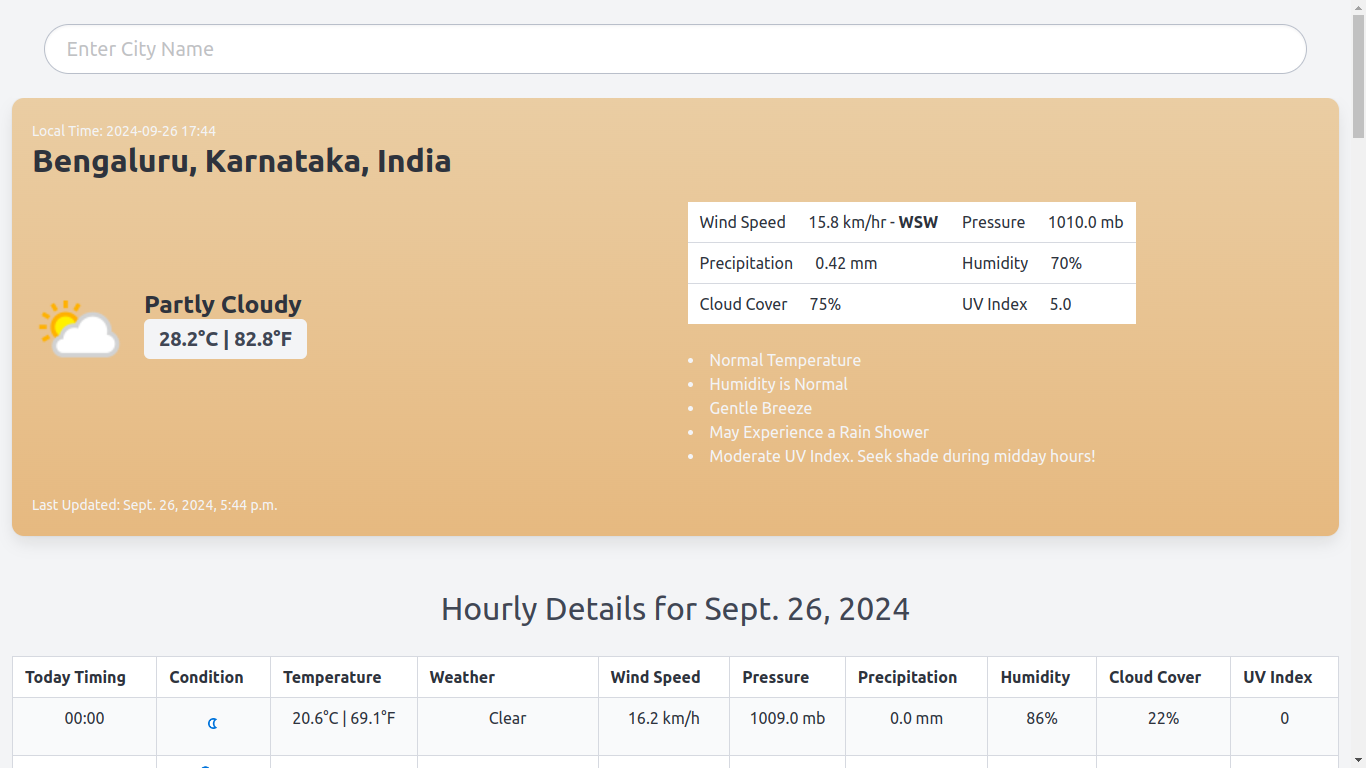 Enter City Name
Local Time: 2024-09-26 17:44
Bengaluru, Karnataka, India
Wind Speed 15.8 km/hr - WSW Pressure 1010.0 mb
Precipitation 0.42 mm Humidity 70%
Cloud Cover 75% UV Index 5.0
Partly Cloudy
28.2°C | 82.8°F
• Normal Temperature
• Humidity is Normal
• Gentle Breeze
• May Experience a Rain Shower
• Moderate UV Index. Seek shade during midday hours!
Last Updated: Sept. 26, 2024, 5:44 p.m.
Hourly Details for Sept. 26, 2024
Today Timing Condition Temperature Weather Wind Speed Pressure Precipitation Humidity Cloud Cover UV Index
00:00 20.6°C | 69.1°F Clear 16.2 km/h 1009.0 mb 0.0 mm 86% 22% 0